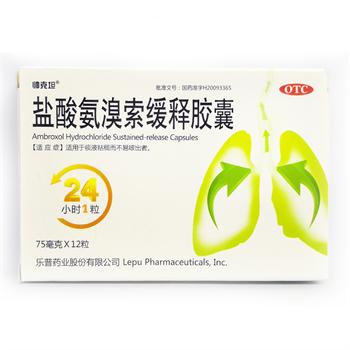 帅克坦®
批准文号：国药准字H20093365
OTC
盐酸氨溴索缓释胶囊
Ambroxol Hydrochloride Sustained-release Capsules
【适应症】适用于痰液粘稠而不易咳出者。
24
小时1粒
75毫克X12粒
乐普药业股份有限公司 Lepu Pharmaceuticals, Inc.